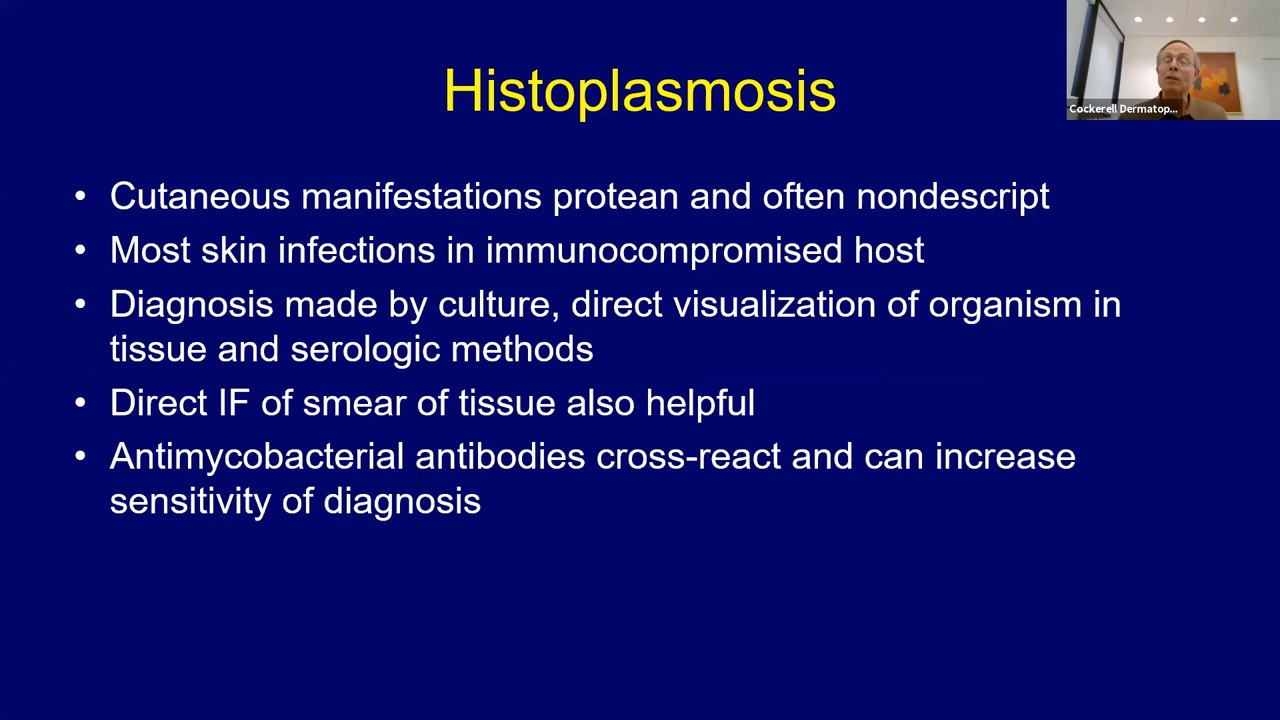 Cockerell Dermatop...
Histoplasmosis
• Cutaneous manifestations protean and often nondescript
• Most skin infections in immunocompromised host
• Diagnosis made by culture, direct visualization of organism in
tissue and serologic methods
• Direct IF of smear of tissue also helpful
• Antimycobacterial antibodies cross-react and can increase
sensitivity of diagnosis